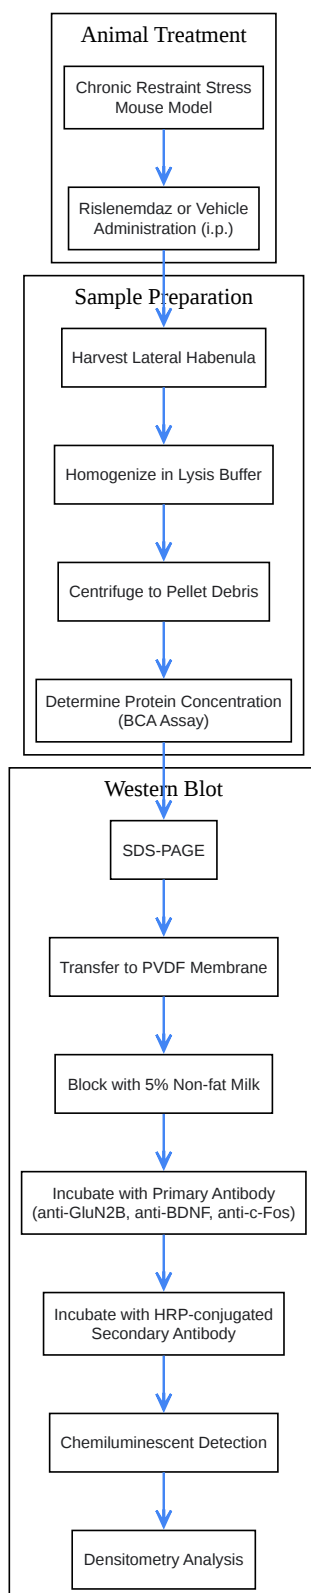 Animal Treatment
Chronic Restraint Stress
Mouse Model
Rislenemdaz or Vehicle
Administration (i.p.)
Sample Preparation
Harvest Lateral Habenula
Homogenize in Lysis Buffer
Centrifuge to Pellet Debris
Determine Protein Concentration
(BCA Assay)
Western Blot
SDS-PAGE
Transfer to PVDF Membrane
Block with 5% Non-fat Milk
Incubate with Primary Antibody
(anti-GluN2B, anti-BDNF, anti-c-Fos)
Incubate with HRP-conjugated
Secondary Antibody
Chemiluminescent Detection
Densitometry Analysis